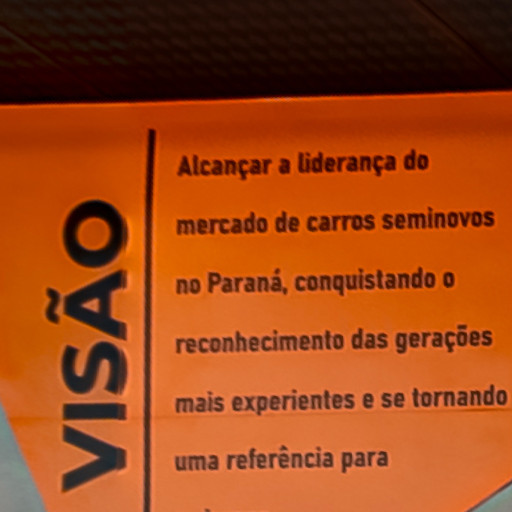 VISÃO
Alcançar a liderança do
mercado de carros seminovos
no Paraná, conquistando o
reconhecimento das gerações
mais experientes e se tornando
uma referência para